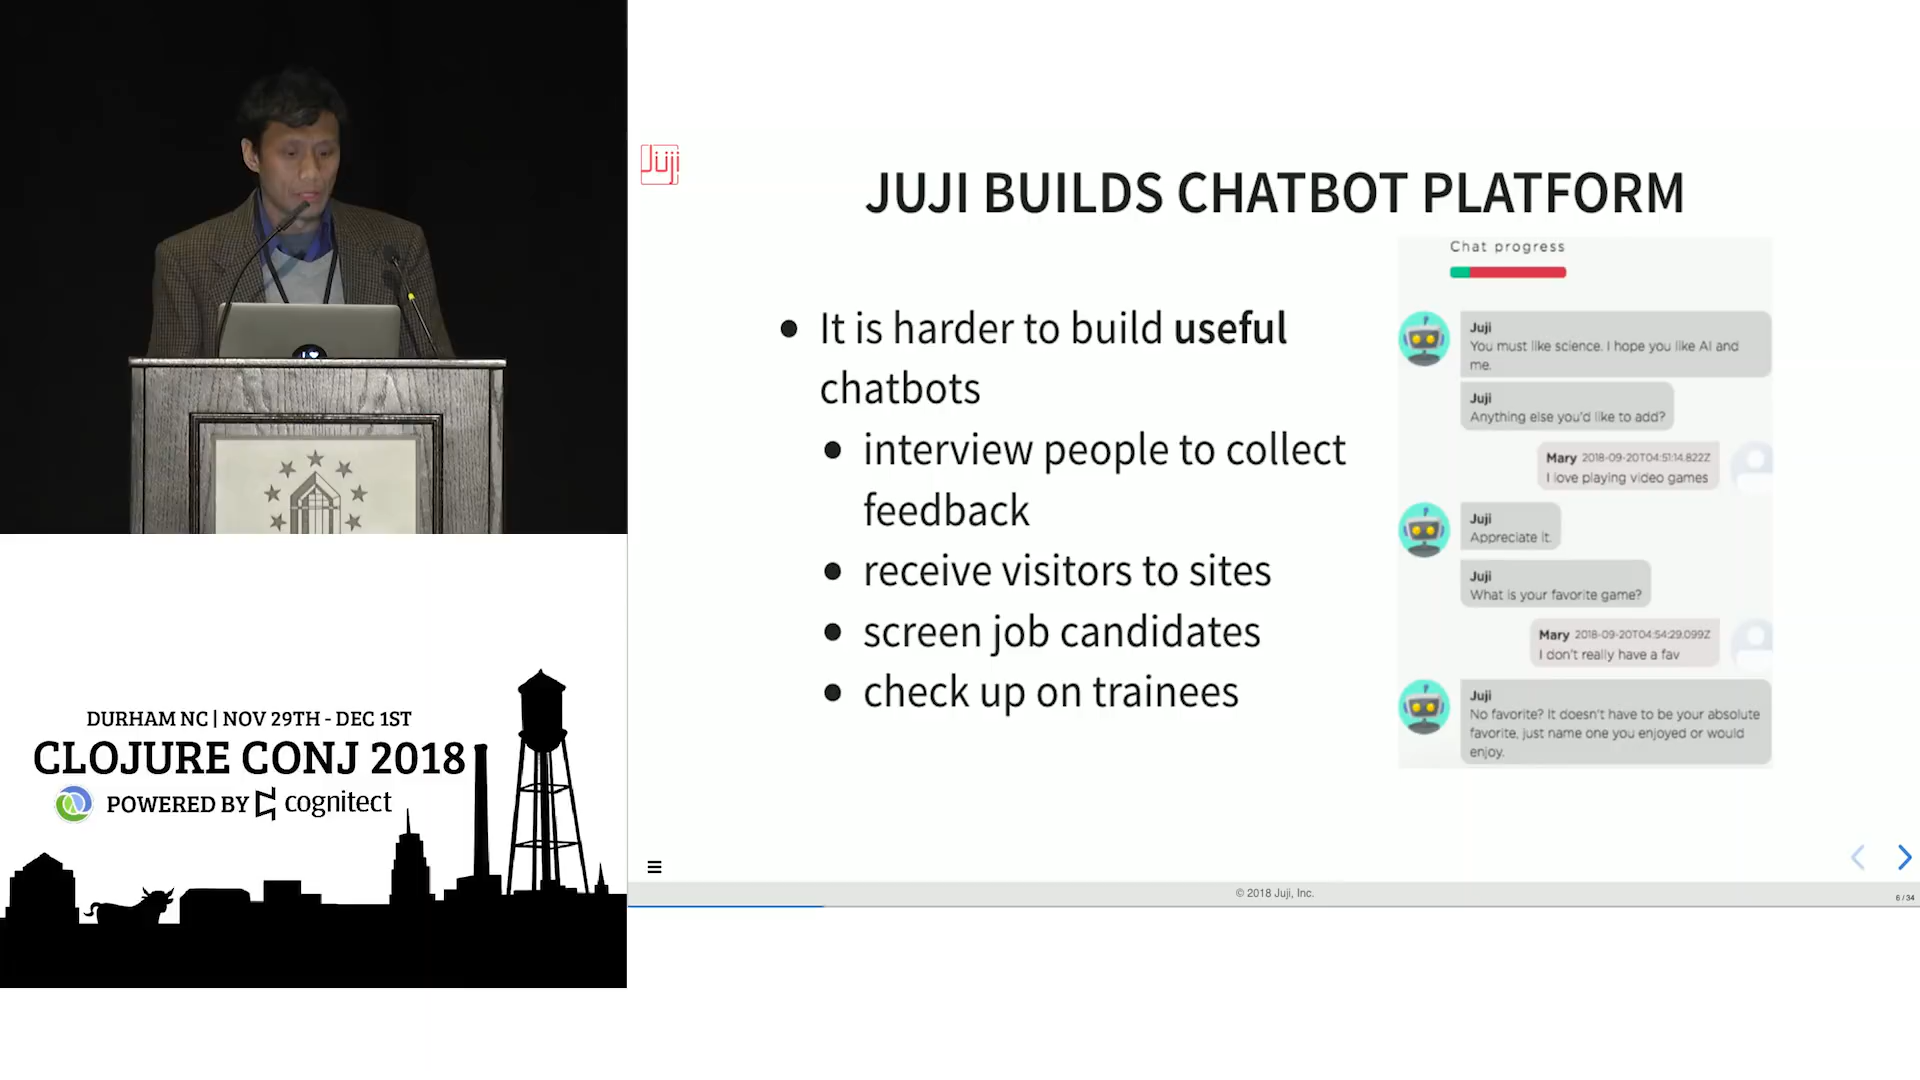 Juji
JUJI BUILDS CHATBOT PLATFORM
It is harder to build useful
chatbots
interview people to collect
feedback
receive visitors to sites
screen job candidates
check up on trainees
Chat progress
Juji
You must like science. I hope you like AI and
me.
Juji
Anything else you'd like to add?
Mary 2018-09-20T04:51:14.822Z
I love playing video games
Juji
Appreciate it.
Juji
What is your favorite game?
Mary 2018-09-20T04:54:29.099Z
I don't really have a fav
Juji
No favorite? It doesn't have to be your absolute
favorite, just name one you enjoyed or would
enjoy.
© 2018 Juji, Inc.
6 / 34
DURHAM NC | NOV 29TH - DEC 1ST
CLOJURE CONJ 2018
POWERED BY cognitect